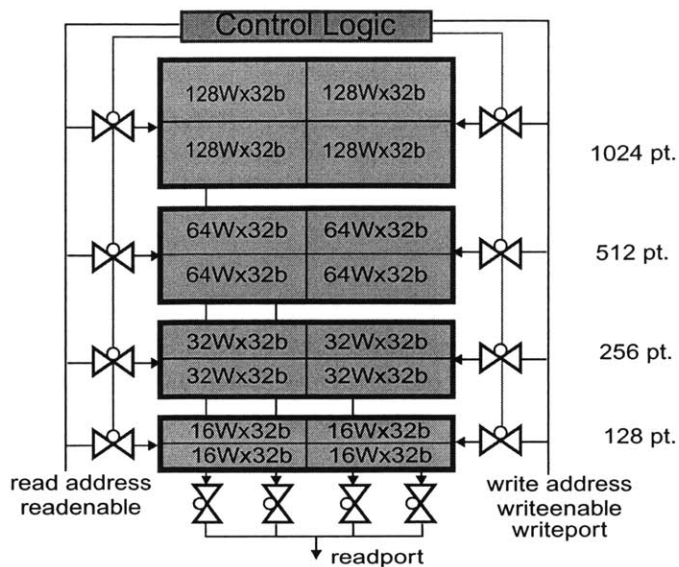 Control Logic
128Wx32b 128Wx32b
128Wx32b 128Wx32b
1024 pt.
64Wx32b 64Wx32b
64Wx32b 64Wx32b
512 pt.
32Wx32b 32Wx32b
32Wx32b 32Wx32b
256 pt.
16Wx32b 16Wx32b
16Wx32b 16Wx32b
128 pt.
read address
readenable
write address
writeenable
writeport
readport